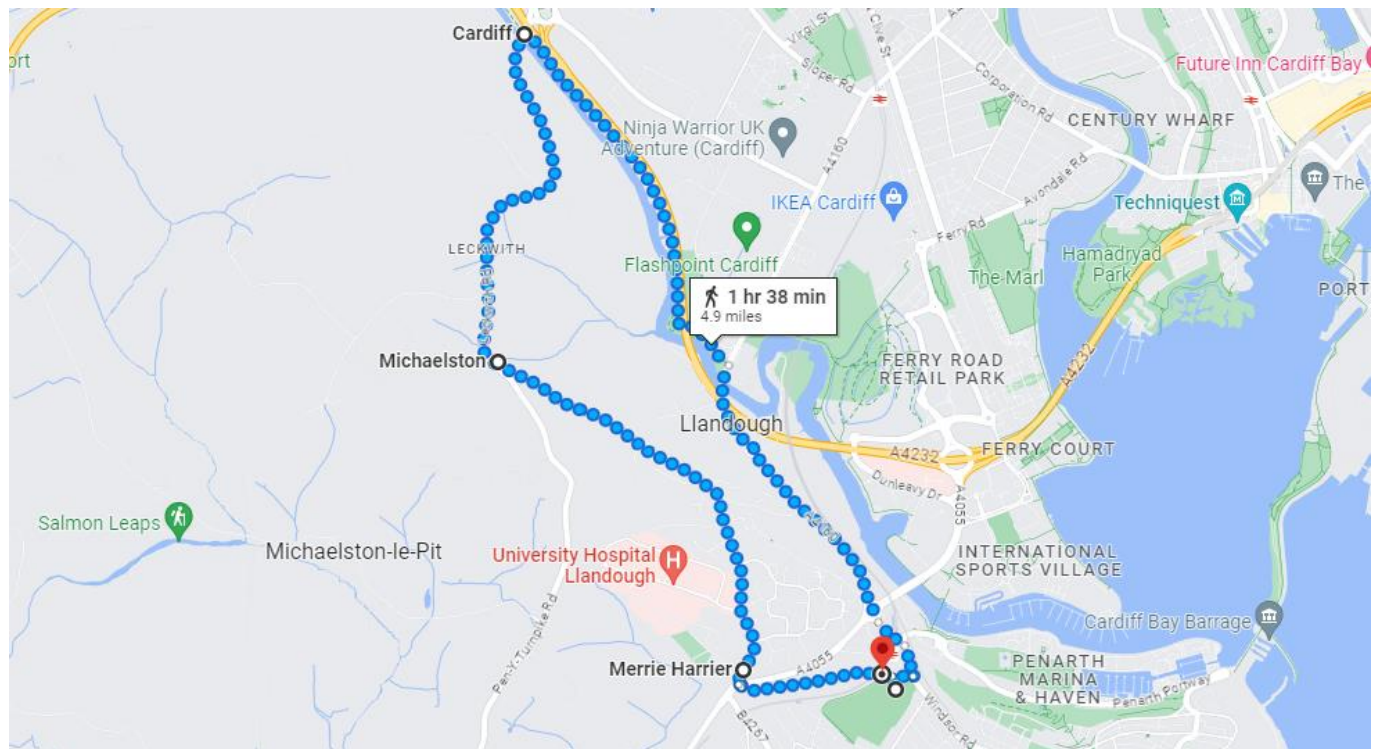 Cardiff
ort
Virgil St
Clive St
Sloper Rd
Corporation Rd
Future Inn Cardiff Bay
Ninja Warrior UK
Adventure (Cardiff)
A4160
CENTURY WHARF
Avondale Rd
IKEA Cardiff
Techniquest
The
Ferry Rd
LECKWITH
Flashpoint Cardiff
The Marl
Hamadryad
Park
PORT
1 hr 38 min
4.9 miles
Michaelston
FERRY ROAD
RETAIL PARK
A4232
Llandough
A4232
FERRY COURT
Dunleavy Dr
A4055
Salmon Leaps
Michaelston-le-Pit
University Hospital
Llandough
INTERNATIONAL
SPORTS VILLAGE
Pen-Y-Turnpike Rd
Cardiff Bay Barrage
Merrie Harrier
A4055
PENARTH
MARINA
& HAVEN
Penarth Portway
Windsor Rd
B4267